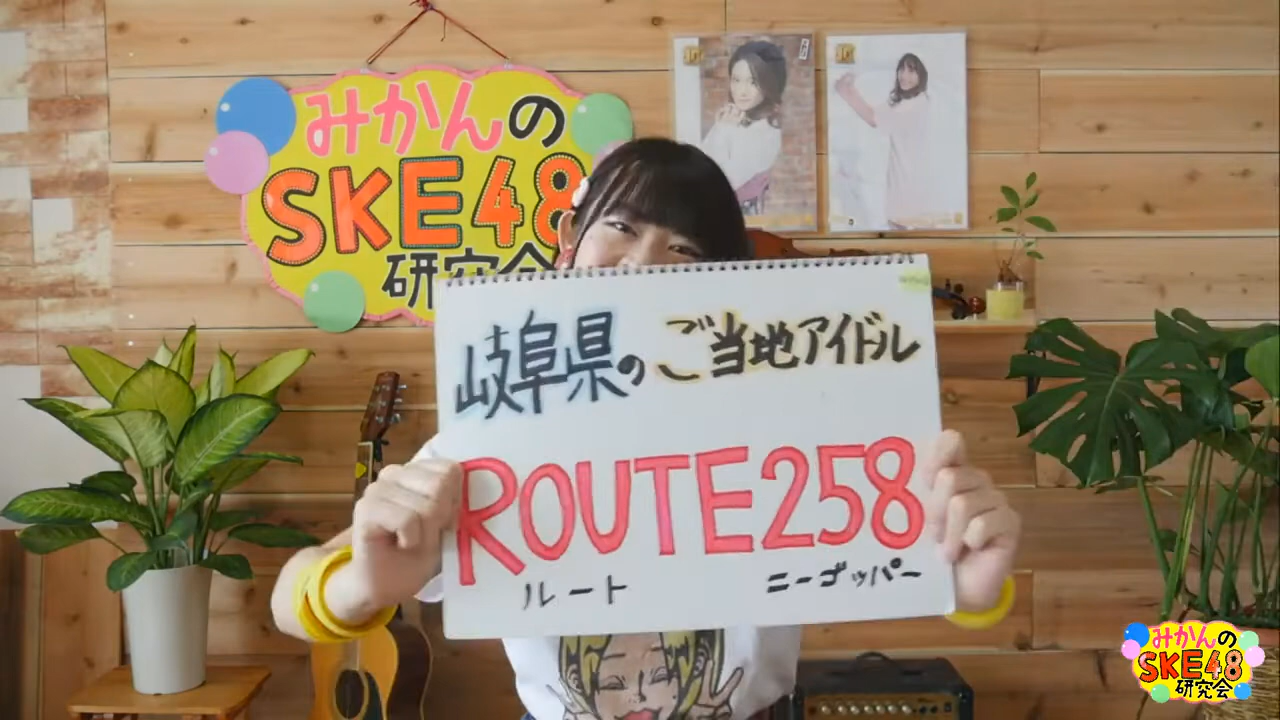 みかんの
SKE48
研究会
岐阜県のご当地アイドル
ROUTE258
ルート ニーゴッパー
みかんの
SKE48
研究会